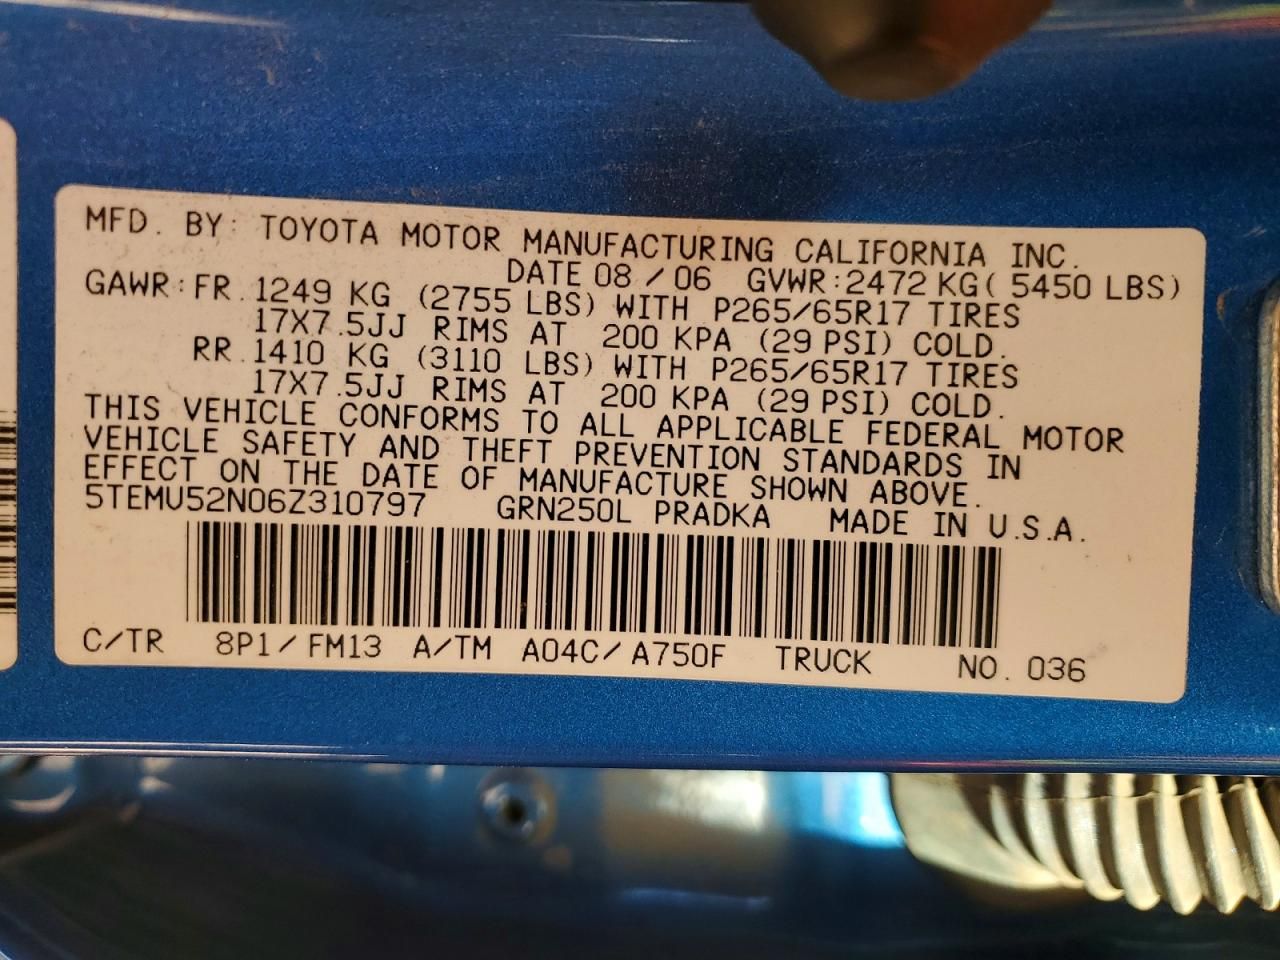 MFD. BY: TOYOTA MOTOR MANUFACTURING CALIFORNIA INC.
DATE 08 / 06 GVWR: 2472 KG ( 5450 LBS)
GAWR: FR. 1249 KG (2755 LBS) WITH P265/65R17 TIRES
17X7.5JJ RIMS AT 200 KPA (29 PSI) COLD.
RR. 1410 KG (3110 LBS) WITH P265/65R17 TIRES
17X7.5JJ RIMS AT 200 KPA (29 PSI) COLD.
THIS VEHICLE CONFORMS TO ALL APPLICABLE FEDERAL MOTOR
VEHICLE SAFETY AND THEFT PREVENTION STANDARDS IN
EFFECT ON THE DATE OF MANUFACTURE SHOWN ABOVE.
5TEMU52N06Z310797 GRN250L PRADKA MADE IN U.S.A.
C/TR 8P1/FM13 A/TM A04C/A750F TRUCK NO. 036